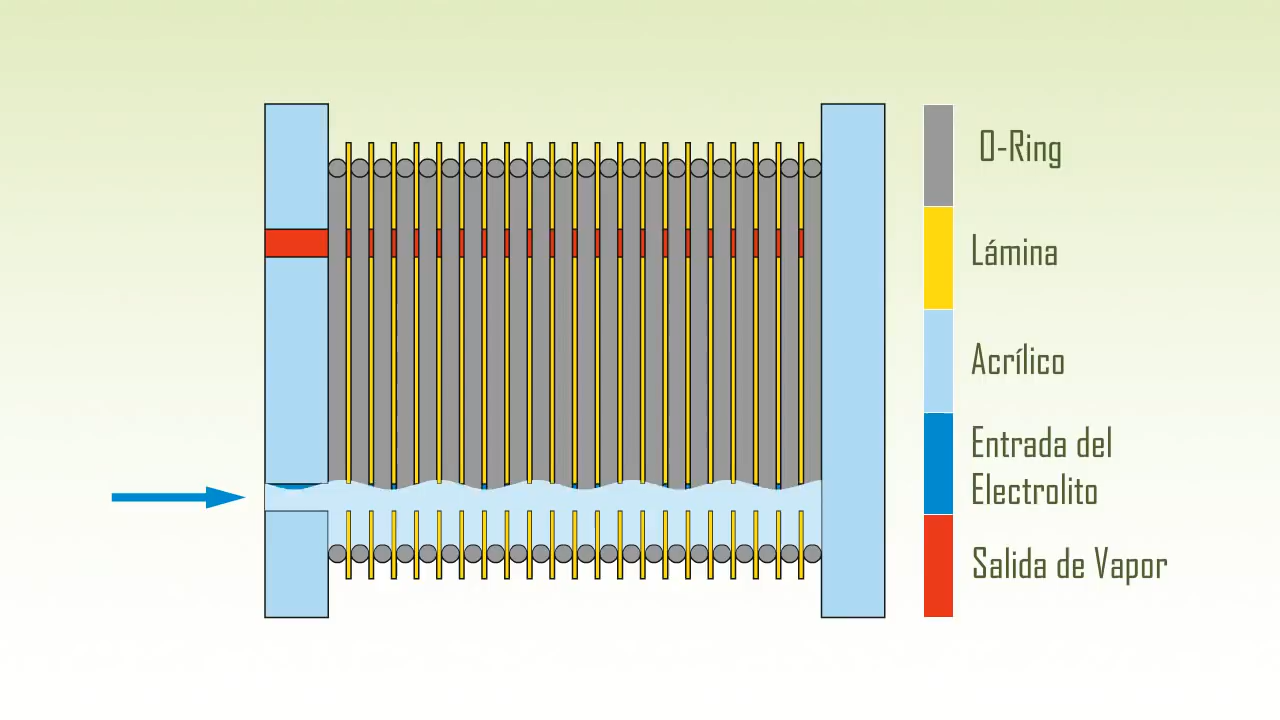 O-Ring
Lámina
Acrílico
Entrada del
Electrolito
Salida de Vapor